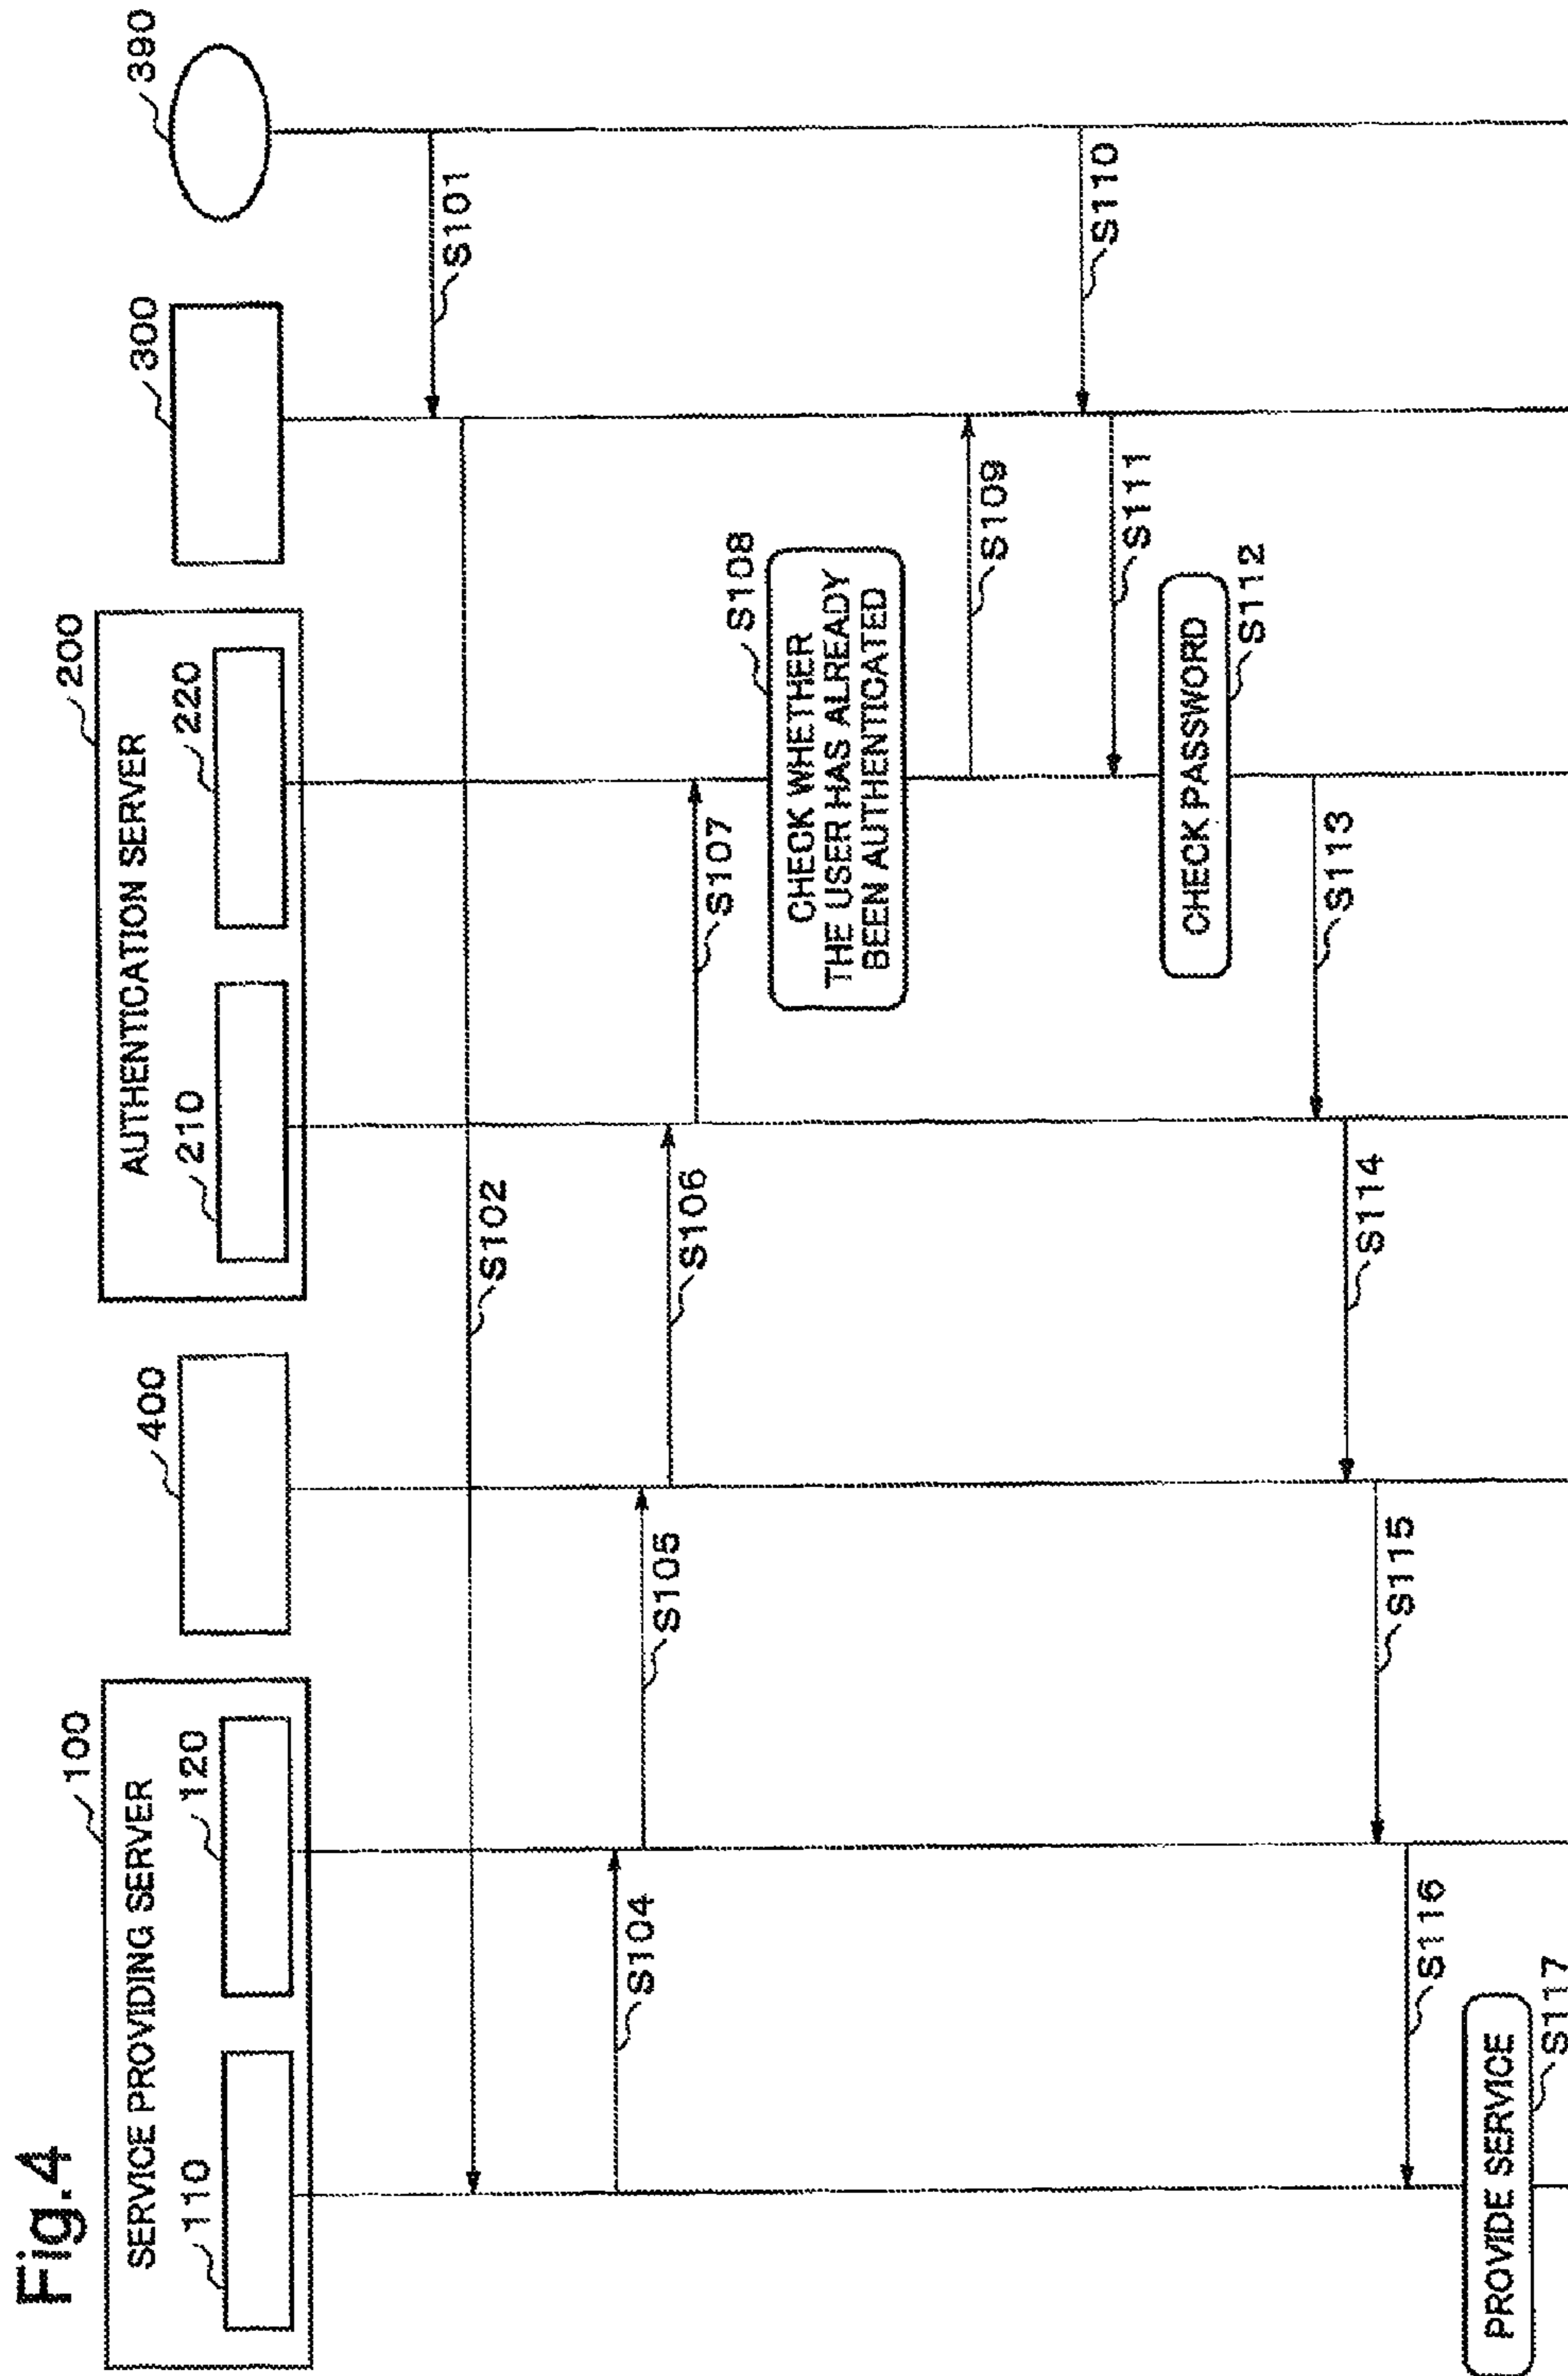 Fig.4
100
SERVICE PROVIDING SERVER
110
120
400
200
AUTHENTICATION SERVER
210
220
300
390
S101
S102
S104
S105
S106
S107
S108
CHECK WHETHER
THE USER HAS ALREADY
BEEN AUTHENTICATED
S109
S110
S111
CHECK PASSWORD
S112
S113
S114
S115
S116
PROVIDE SERVICE
S117